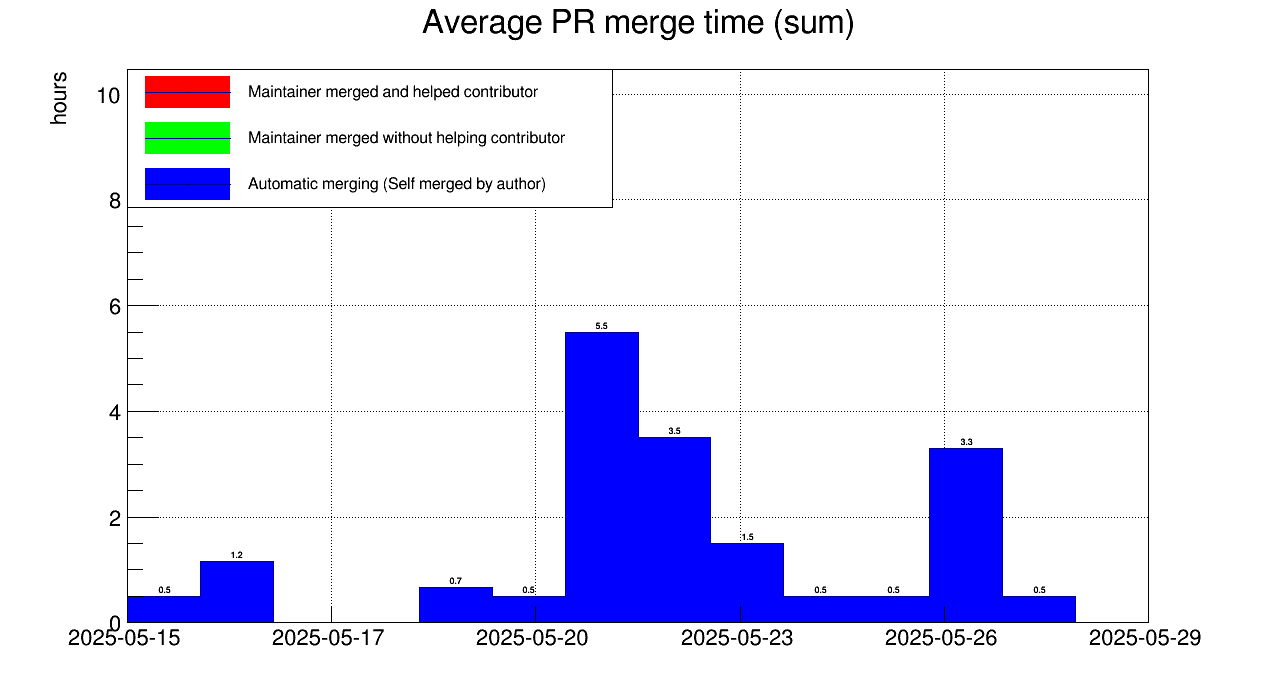 Average PR merge time (sum)
hours
Maintainer merged and helped contributor
Maintainer merged without helping contributor
Automatic merging (Self merged by author)
10
8
6
4
2
0
0.5
1.2
0.7
0.5
5.5
3.5
1.5
0.5
0.5
3.3
0.5
2025-05-15 2025-05-17 2025-05-20 2025-05-23 2025-05-26 2025-05-29